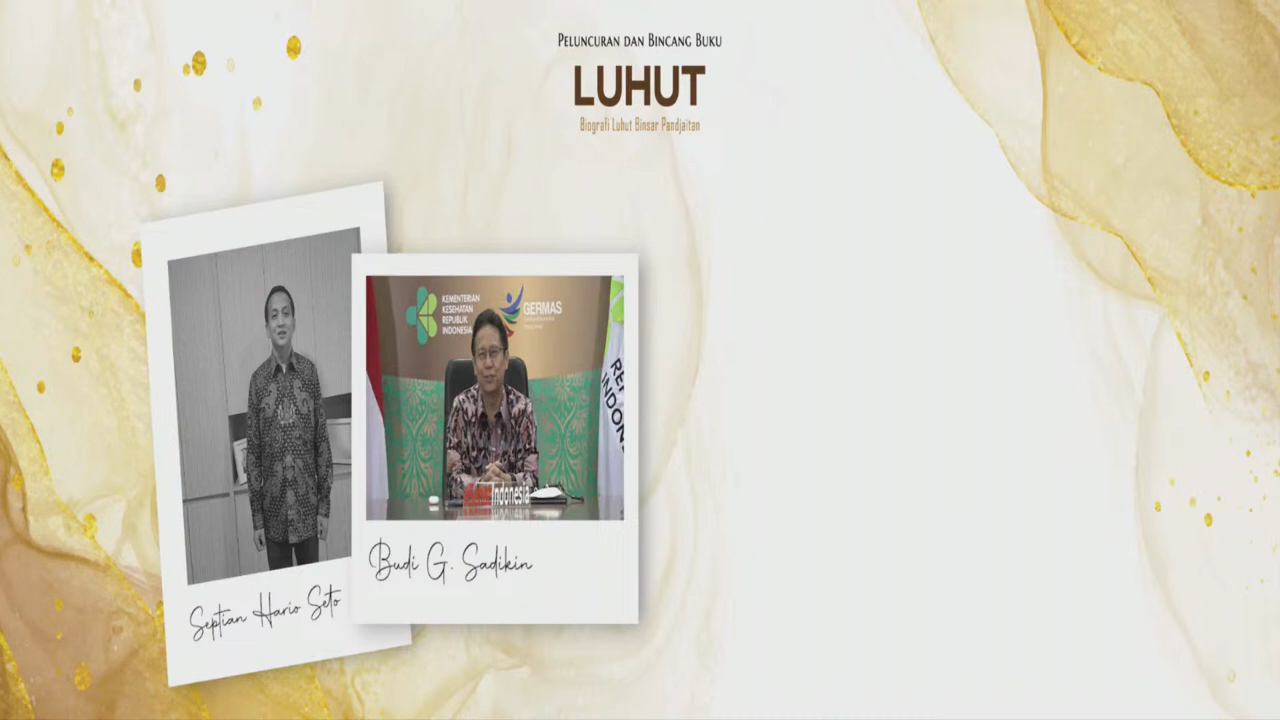 PELUNCURAN DAN BINCANG BUKU
LUHUT
Biografi Luhut Binsar Pandjaitan
KEMENTERIAN
KESEHATAN
REPUBLIK
INDONESIA
GERMAS
Indonesia
Budi G. Sadikin
Septian Hario Seto